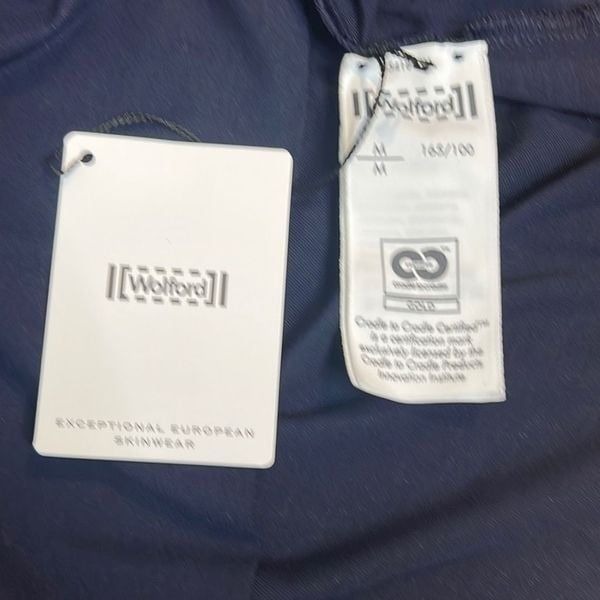 Wolford
EXCEPTIONAL EUROPEAN
SKINWEAR
Wolford
M 165/100
M
GOLD
Cradle to Cradle Certified™
is a certification mark
exclusively licensed by the
Cradle to Cradle Products
Innovation Institute.